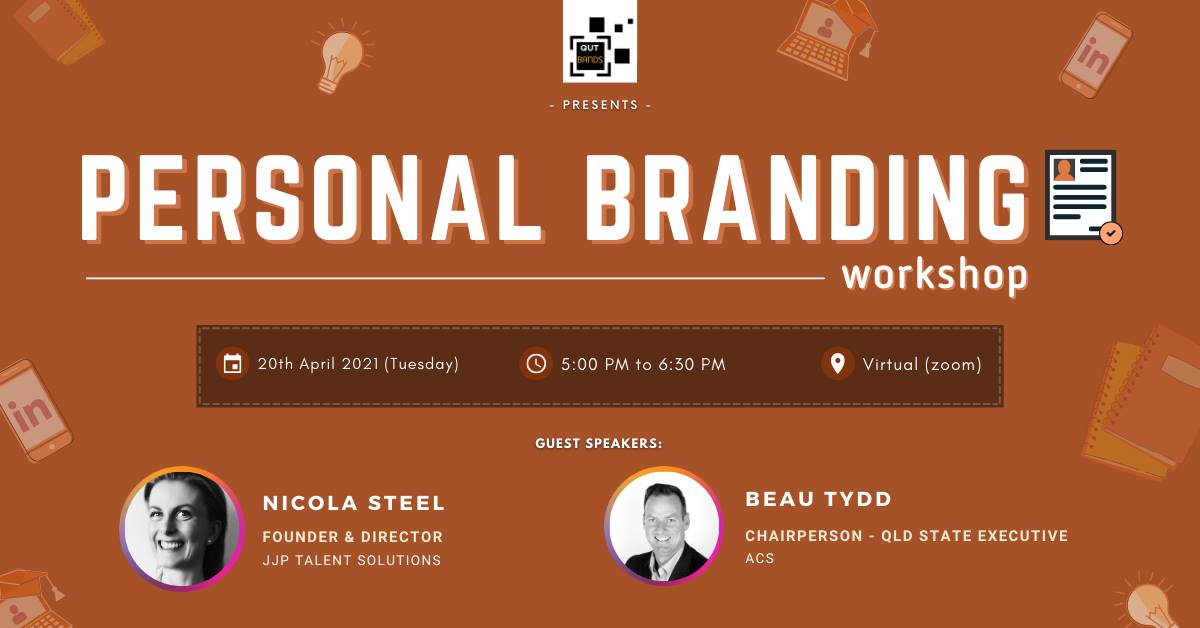 QUT
BANDS
- PRESENTS -
PERSONAL BRANDING
workshop
20th April 2021 (Tuesday)
5:00 PM to 6:30 PM
Virtual (zoom)
GUEST SPEAKERS:
NICOLA STEEL
FOUNDER & DIRECTOR
JJP TALENT SOLUTIONS
BEAU TYDD
CHAIRPERSON - QLD STATE EXECUTIVE
ACS
in
in